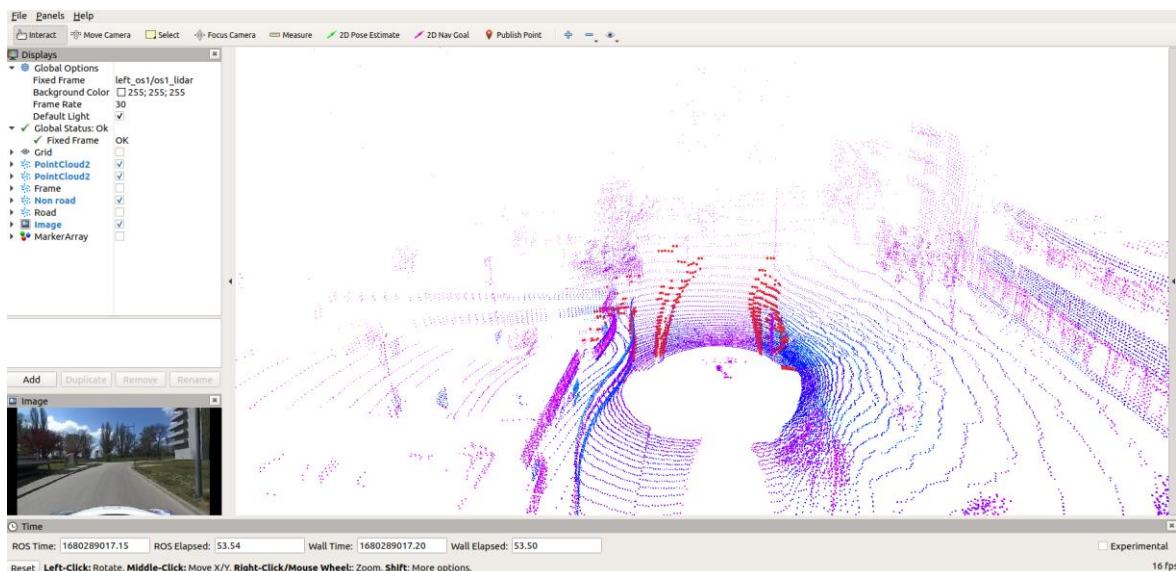 File Panels Help
Interact Move Camera Select Focus Camera Measure 2D Pose Estimate 2D Nav Goal Publish Point
Displays
Global Options
Fixed Frame left_os1/os1_lidar
Background Color 255; 255; 255
Frame Rate 30
Default Light
Global Status: Ok
Fixed Frame OK
Grid
PointCloud2
PointCloud2
Frame
Non road
Road
Image
MarkerArray
Add Duplicate Remove Rename
Image
Time
ROS Time: 1680289017.15 ROS Elapsed: 53.54 Wall Time: 1680289017.20 Wall Elapsed: 53.50 Experimental
Reset Left-Click: Rotate. Middle-Click: Move X/Y. Right-Click/Mouse Wheel:: Zoom. Shift: More options. 16 fps